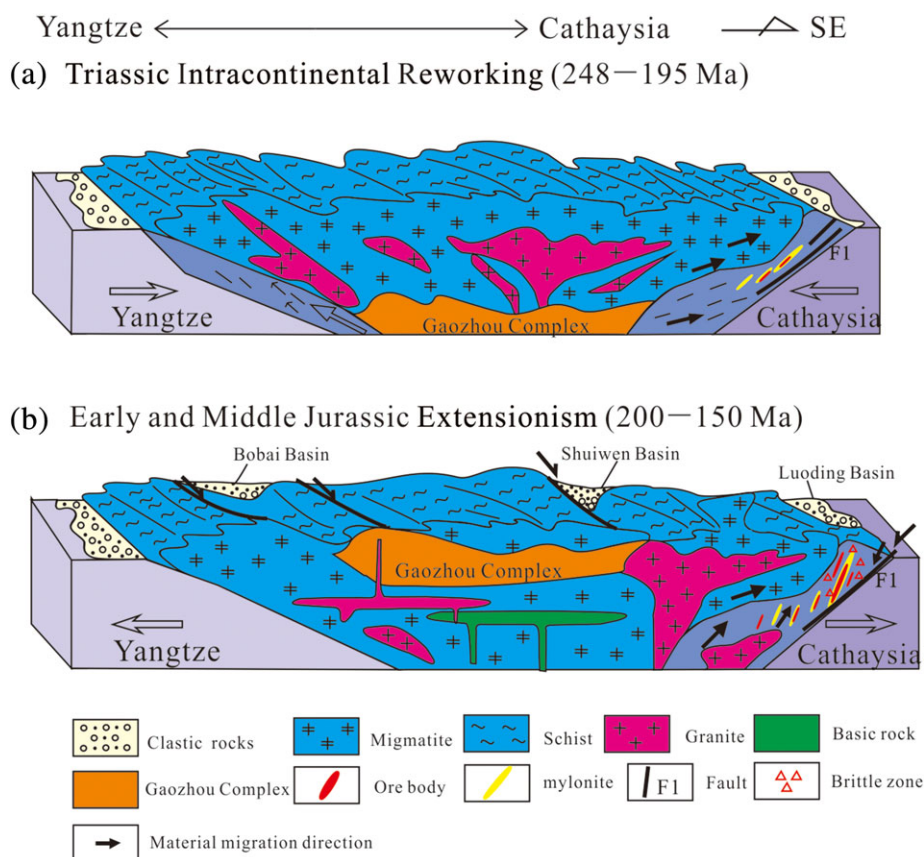 Yangtze Cathaysia SE
(a) Triassic Intracontinental Reworking (248—195 Ma)
F1
Yangtze Gaozhou Complex Cathaysia
(b) Early and Middle Jurassic Extensionism (200—150 Ma)
Bobai Basin Shuiwen Basin Luoding Basin
Gaozhou Complex F1
Yangtze Cathaysia
Clastic rocks Migmatite Schist Granite Basic rock
Gaozhou Complex Ore body mylonite F1 Fault Brittle zone
Material migration direction